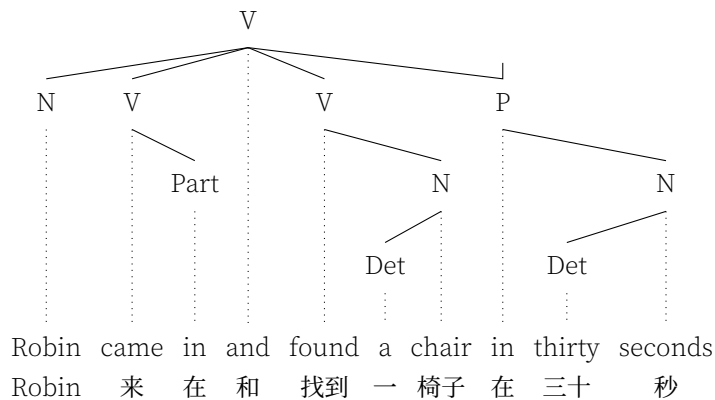 V
N V V P
Part N N
Det Det
Robin came in and found a chair in thirty seconds
Robin 来 在 和 找到 一 椅子 在 三十 秒